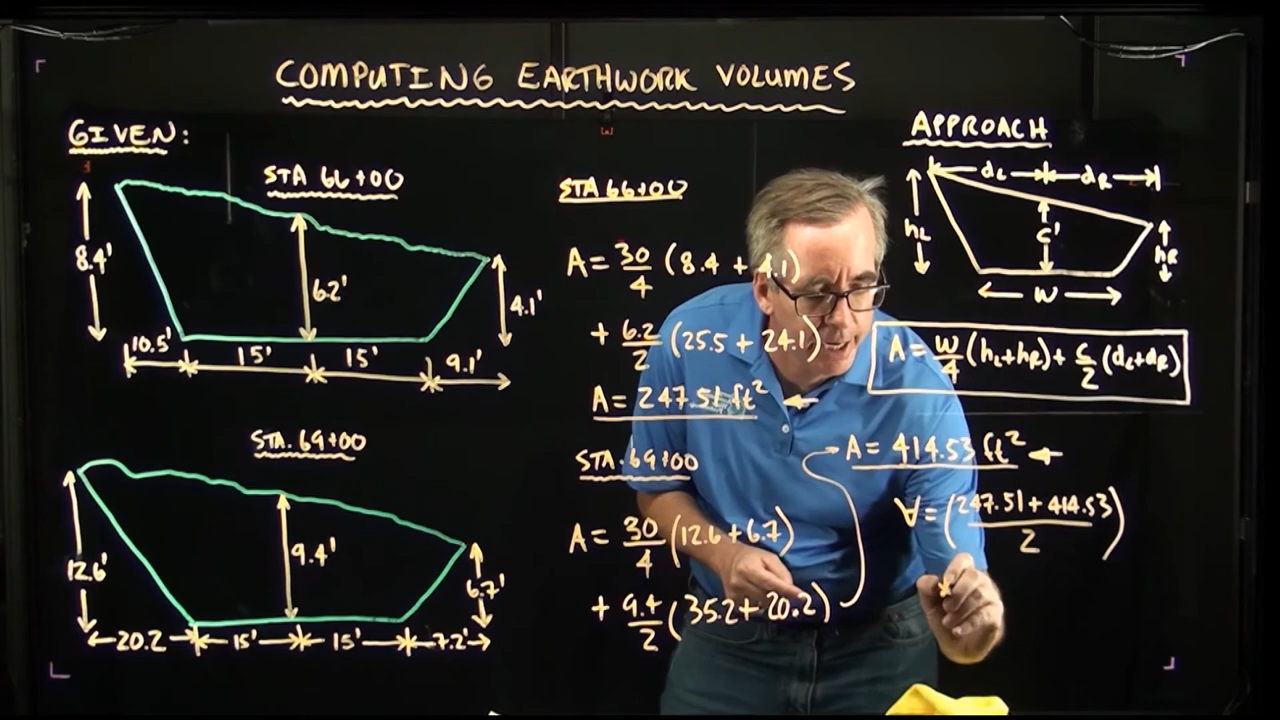 COMPUTING EARTHWORK VOLUMES
GIVEN:
STA 66+00
8.4'
6.2'
4.1'
10.5' 15' 15' 9.1'
STA. 69+00
12.6'
9.4'
6.7'
20.2 15' 15' 7.2'
STA 66+00
A = 30/4 (8.4 + 4.1)
+ 6.2/2 (25.5 + 24.1)
A = 247.51 ft²
STA. 69+00
A = 30/4 (12.6 + 6.7)
+ 9.4/2 (35.2 + 20.2)
APPROACH
dL dR
hL
C'
hR
W
A = W/4 (hL + hR) + C/2 (dL + dR)
A = 414.53 ft²
V = (247.51 + 414.53 / 2)